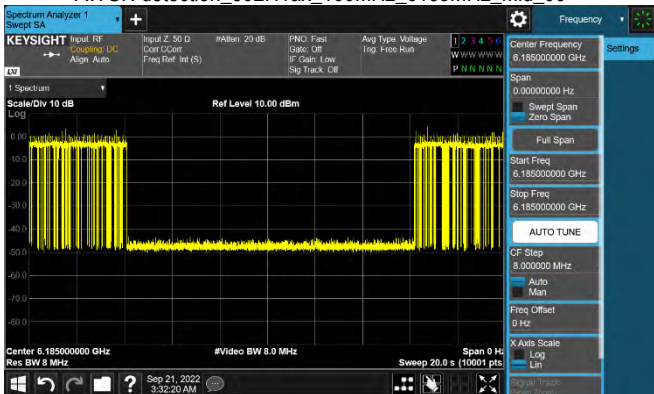 Spectrum Analyzer 1
Swept SA
Frequency
KEYSIGHT
Input: RF
Coupling: DC
Align: Auto
Input Z: 50 Ω
Corr CCorr
Freq Ref: Int (S)
#Atten: 20 dB
PNO: Fast
Gate: Off
IF Gain: Low
Sig Track: Off
Avg Type: Voltage
Trig: Free Run
1 2 3 4 5 6
W W W W W W
P N N N N N
LXI
1 Spectrum
Scale/Div 10 dB
Ref Level 10.00 dBm
Log
0.00
-10.0
-20.0
-30.0
-40.0
-50.0
-60.0
-70.0
-80.0
Center 6.185000000 GHz
#Video BW 8.0 MHz
Span 0 Hz
Res BW 8 MHz
Sweep 20.0 s (10001 pts
Center Frequency
6.185000000 GHz
Settings
Span
0.00000000 Hz
Swept Span
Zero Span
Full Span
Start Freq
6.185000000 GHz
Stop Freq
6.185000000 GHz
AUTO TUNE
CF Step
8.000000 MHz
Auto
Man
Freq Offset
0 Hz
X Axis Scale
Log
Lin
Signal Track
Sep 21, 2022
3:32:20 AM